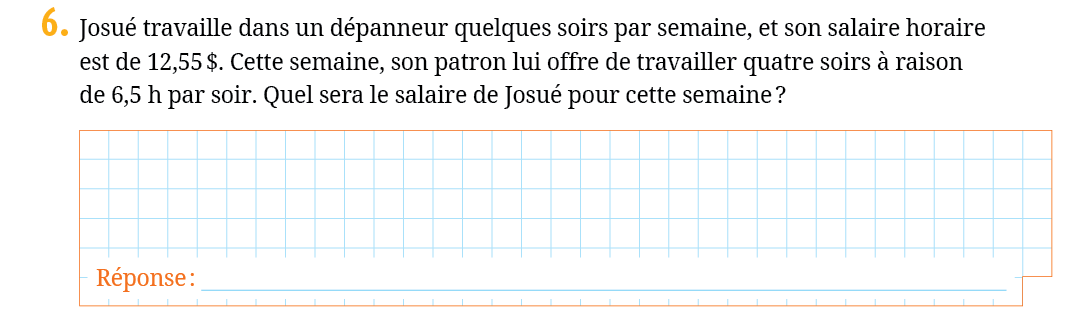 6. Josué travaille dans un dépanneur quelques soirs par semaine, et son salaire horaire
est de 12,55 $. Cette semaine, son patron lui offre de travailler quatre soirs à raison
de 6,5 h par soir. Quel sera le salaire de Josué pour cette semaine ?
Réponse :